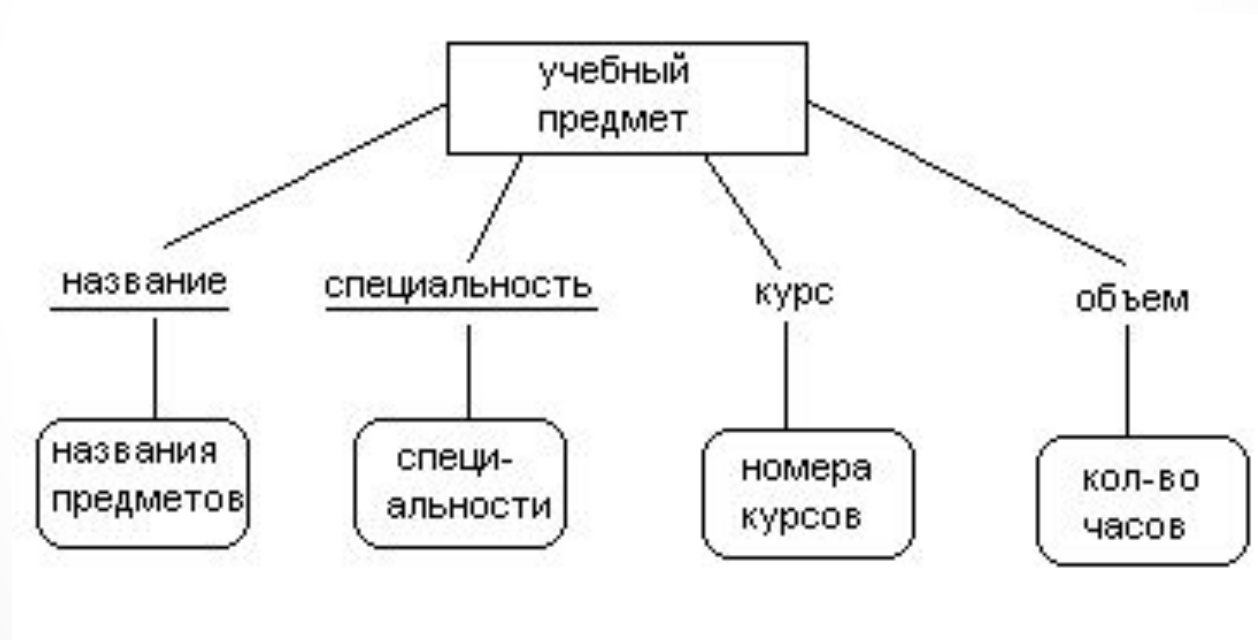 учебный
предмет
название
специальность
курс
объем
названия
предметов
специ-
альности
номера
курсов
кол-во
часов